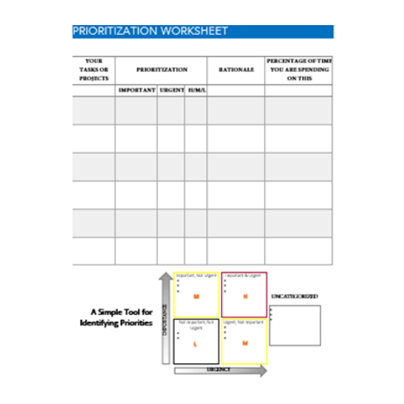 PRIORITIZATION WORKSHEET
YOUR
TASKS OR
PROJECTS
PRIORITIZATION
RATIONALE
PERCENTAGE OF TIME
YOU ARE SPENDING
ON THIS
IMPORTANT URGENT H/M/L
Important, Not urgent
M
Important & urgent
H
UNCATEGORIZED
A Simple Tool for
Identifying Priorities
IMPORTANCE
Not important, Not
urgent
L
Urgent, Not important
M
URGENCY